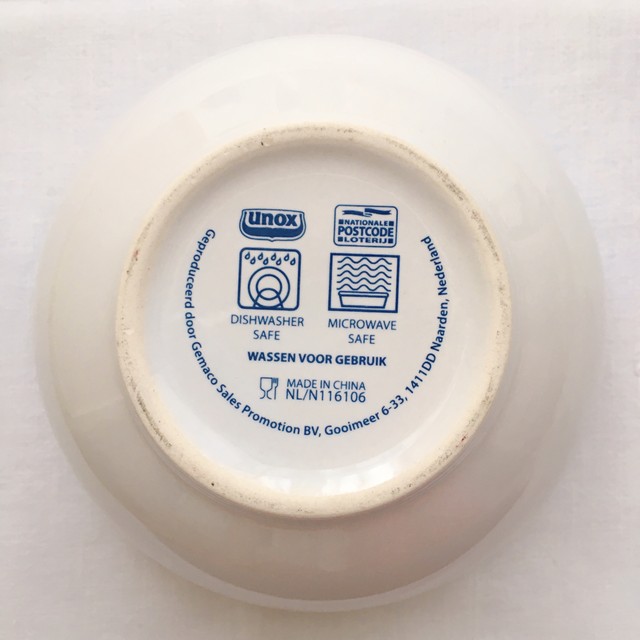 unox
NATIONALE
POSTCODE
LOTERIJ
DISHWASHER
SAFE
MICROWAVE
SAFE
WASSEN VOOR GEBRUIK
MADE IN CHINA
NL/N116106
Geproduceerd door Gemaco Sales Promotion BV, Gooimeer 6-33, 1411DD Naarden, Nederland